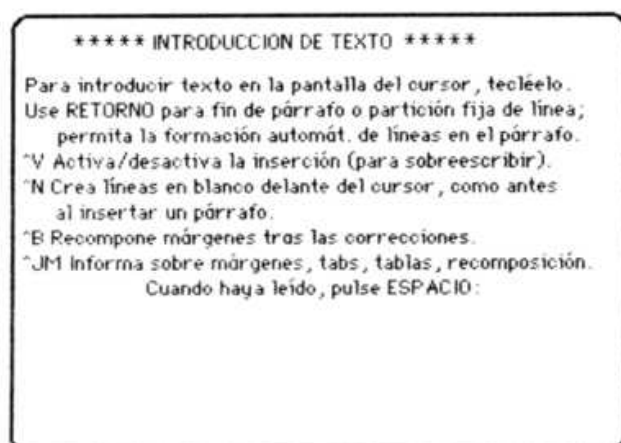 ***** INTRODUCCION DE TEXTO *****
Para introducir texto en la pantalla del cursor, tecléelo.
Use RETORNO para fin de párrafo o partición fija de línea;
permita la formación automát. de líneas en el párrafo.
^V Activa/desactiva la inserción (para sobreescribir).
^N Crea líneas en blanco delante del cursor, como antes
al insertar un párrafo.
^B Recompone márgenes tras las correcciones.
^JM Informa sobre márgenes, tabs, tablas, recomposición.
Cuando haya leído, pulse ESPACIO: